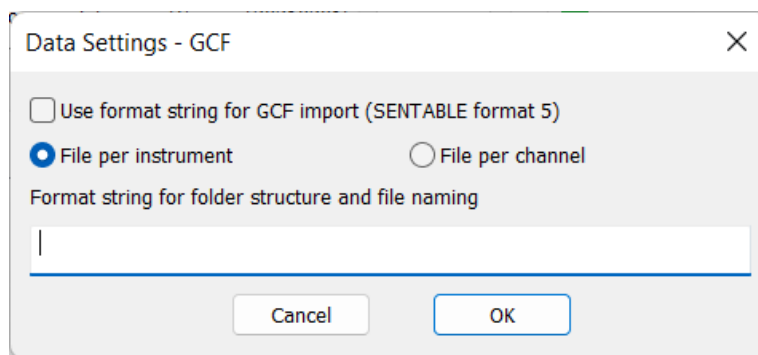 Data Settings - GCF
Use format string for GCF import (SENTABLE format 5)
File per instrument
File per channel
Format string for folder structure and file naming
Cancel
OK